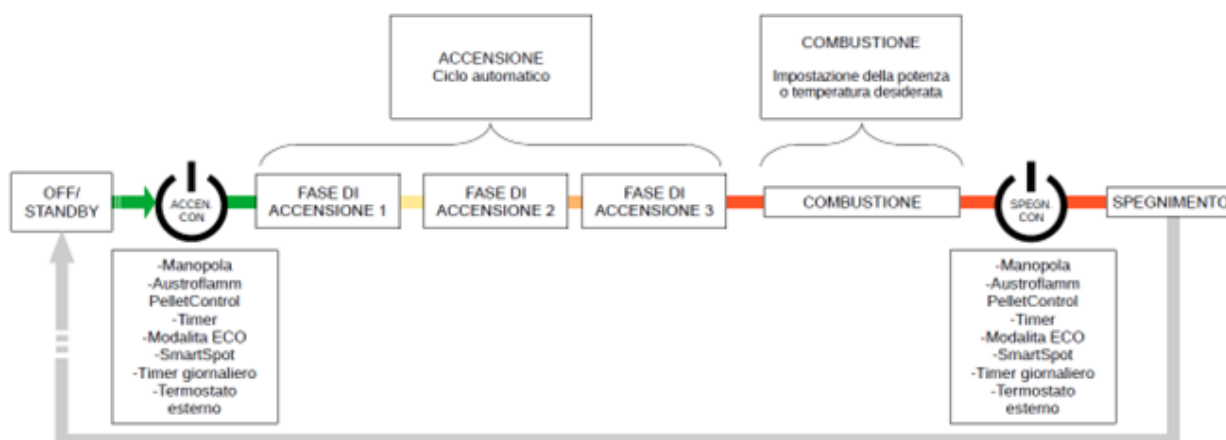 ACCENSIONE
Ciclo automatico
COMBUSTIONE
Impostazione della potenza
o temperatura desiderata
OFF/
STANDBY
ACCEN.
CON
FASE DI
ACCENSIONE 1
FASE DI
ACCENSIONE 2
FASE DI
ACCENSIONE 3
COMBUSTIONE
SPEGN.
CON
SPEGNIMENTO
-Manopola
-Austroflamm
PelletControl
-Timer
-Modalita ECO
-SmartSpot
-Timer giornaliero
-Termostato
esterno
-Manopola
-Austroflamm
PelletControl
-Timer
-Modalita ECO
-SmartSpot
-Timer giornaliero
-Termostato
esterno